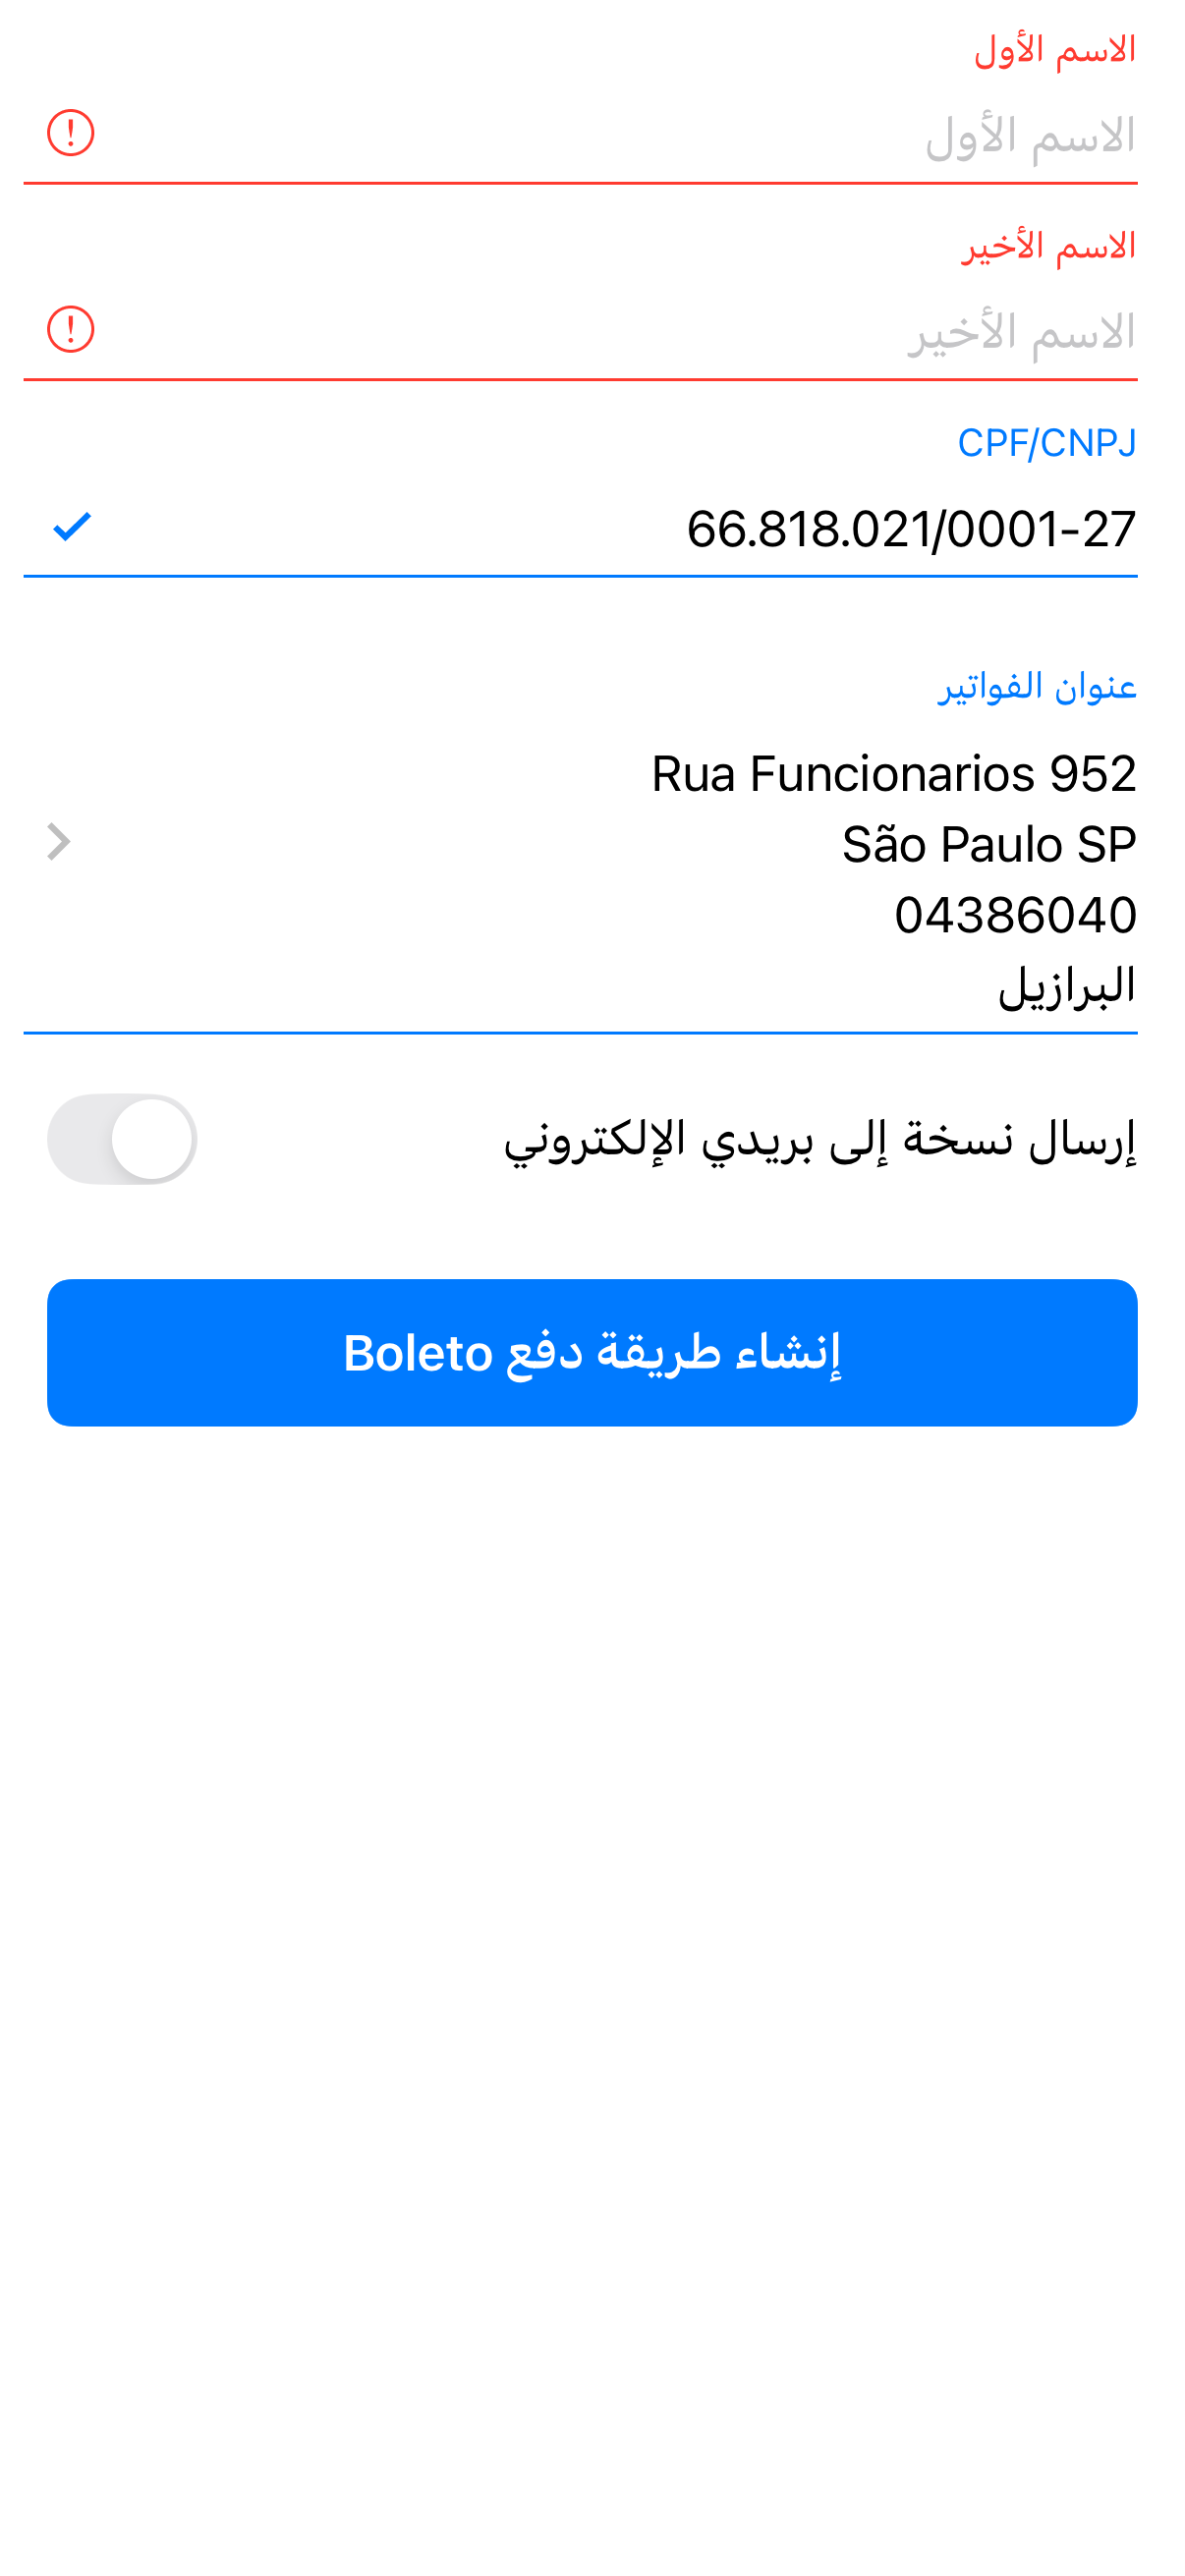 الاسم الأول
الاسم الأول
الاسم الأخير
الاسم الأخير
CPF/CNPJ
66.818.021/0001-27
عنوان الفواتير
Rua Funcionarios 952
São Paulo SP
04386040
البرازيل
إرسال نسخة إلى بريدي الإلكتروني
إنشاء طريقة دفع Boleto